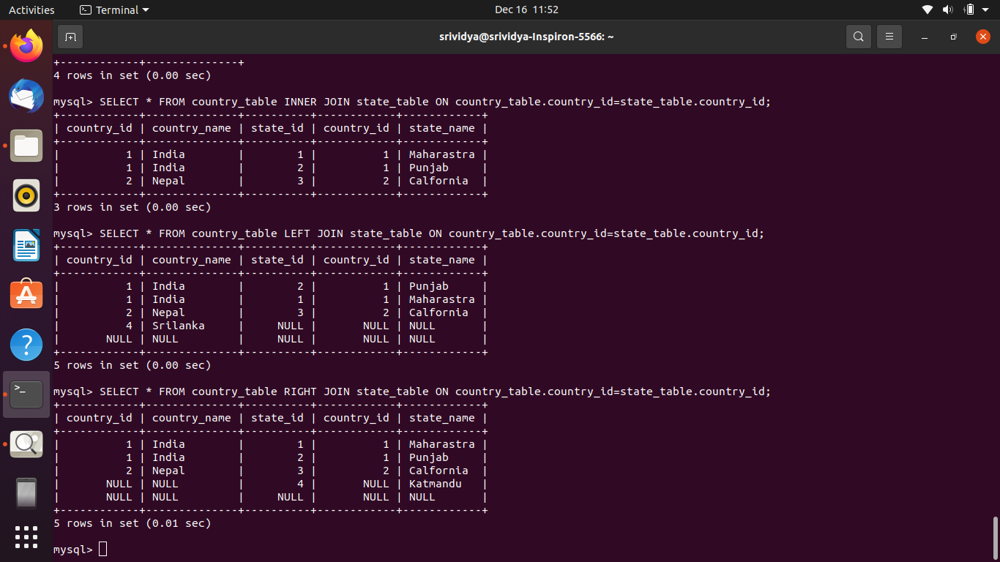 Activities Terminal Dec 16 11:52
srividya@srividya-Inspiron-5566: ~
+------------+--------------+
4 rows in set (0.00 sec)
mysql> SELECT * FROM country_table INNER JOIN state_table ON country_table.country_id=state_table.country_id;
+------------+--------------+----------+------------+------------+
| country_id | country_name | state_id | country_id | state_name |
+------------+--------------+----------+------------+------------+
|          1 | India        |        1 |          1 | Maharastra |
|          1 | India        |        2 |          1 | Punjab     |
|          2 | Nepal        |        3 |          2 | Calfornia  |
+------------+--------------+----------+------------+------------+
3 rows in set (0.00 sec)
mysql> SELECT * FROM country_table LEFT JOIN state_table ON country_table.country_id=state_table.country_id;
+------------+--------------+----------+------------+------------+
| country_id | country_name | state_id | country_id | state_name |
+------------+--------------+----------+------------+------------+
|          1 | India        |        2 |          1 | Punjab     |
|          1 | India        |        1 |          1 | Maharastra |
|          2 | Nepal        |        3 |          2 | Calfornia  |
|          4 | Srilanka     |     NULL |       NULL | NULL       |
|       NULL | NULL         |     NULL |       NULL | NULL       |
+------------+--------------+----------+------------+------------+
5 rows in set (0.00 sec)
mysql> SELECT * FROM country_table RIGHT JOIN state_table ON country_table.country_id=state_table.country_id;
+------------+--------------+----------+------------+------------+
| country_id | country_name | state_id | country_id | state_name |
+------------+--------------+----------+------------+------------+
|          1 | India        |        1 |          1 | Maharastra |
|          1 | India        |        2 |          1 | Punjab     |
|          2 | Nepal        |        3 |          2 | Calfornia  |
|       NULL | NULL         |        4 |       NULL | Katmandu   |
|       NULL | NULL         |     NULL |       NULL | NULL       |
+------------+--------------+----------+------------+------------+
5 rows in set (0.01 sec)
mysql>